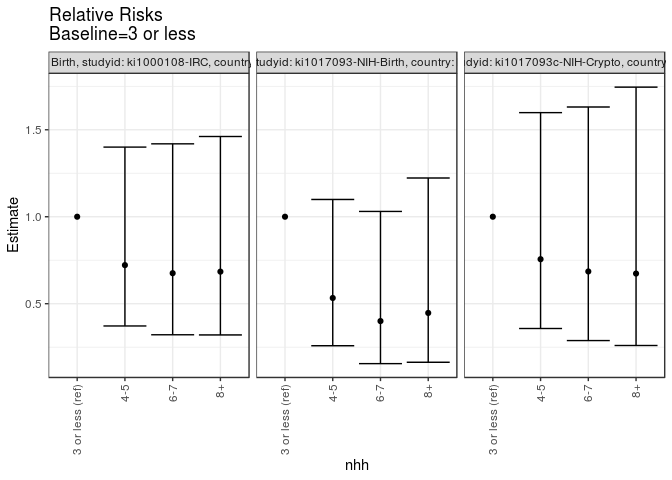 Relative Risks
Baseline=3 or less
Birth, studyid: ki1000108-IRC, country
tudyid: ki1017093-NIH-Birth, country:
dyid: ki1017093c-NIH-Crypto, country
1.5
1.0
0.5
Estimate
3 or less (ref)
4-5
6-7
8+
3 or less (ref)
4-5
6-7
8+
3 or less (ref)
4-5
6-7
8+
nhh